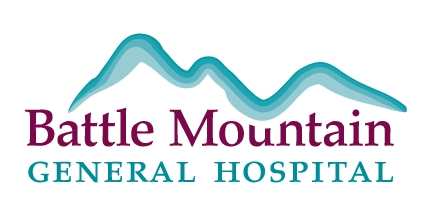 Battle Mountain
GENERAL HOSPITAL